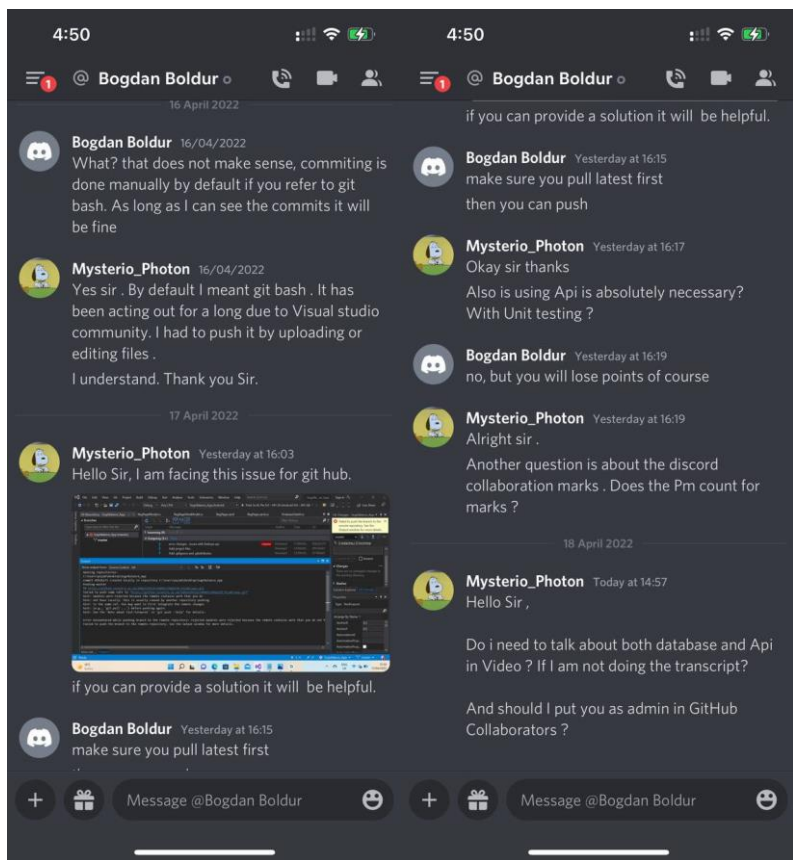 4:50
1
@ Bogdan Boldur
16 April 2022
Bogdan Boldur 16/04/2022
What? that does not make sense, commiting is
done manually by default if you refer to git
bash. As long as I can see the commits it will
be fine
Mysterio_Photon 16/04/2022
Yes sir . By default I meant git bash . It has
been acting out for a long due to Visual studio
community. I had to push it by uploading or
editing files .
I understand. Thank you Sir.
17 April 2022
Mysterio_Photon Yesterday at 16:03
Hello Sir, I am facing this issue for git hub.
if you can provide a solution it will be helpful.
Bogdan Boldur Yesterday at 16:15
make sure you pull latest first
Message @Bogdan Boldur
4:50
1
@ Bogdan Boldur
if you can provide a solution it will be helpful.
Bogdan Boldur Yesterday at 16:15
make sure you pull latest first
then you can push
Mysterio_Photon Yesterday at 16:17
Okay sir thanks
Also is using Api is absolutely necessary?
With Unit testing ?
Bogdan Boldur Yesterday at 16:19
no, but you will lose points of course
Mysterio_Photon Yesterday at 16:19
Alright sir .
Another question is about the discord
collaboration marks . Does the Pm count for
marks ?
18 April 2022
Mysterio_Photon Today at 14:57
Hello Sir ,
Do i need to talk about both database and Api
in Video ? If I am not doing the transcript?
And should I put you as admin in GitHub
Collaborators ?
Message @Bogdan Boldur